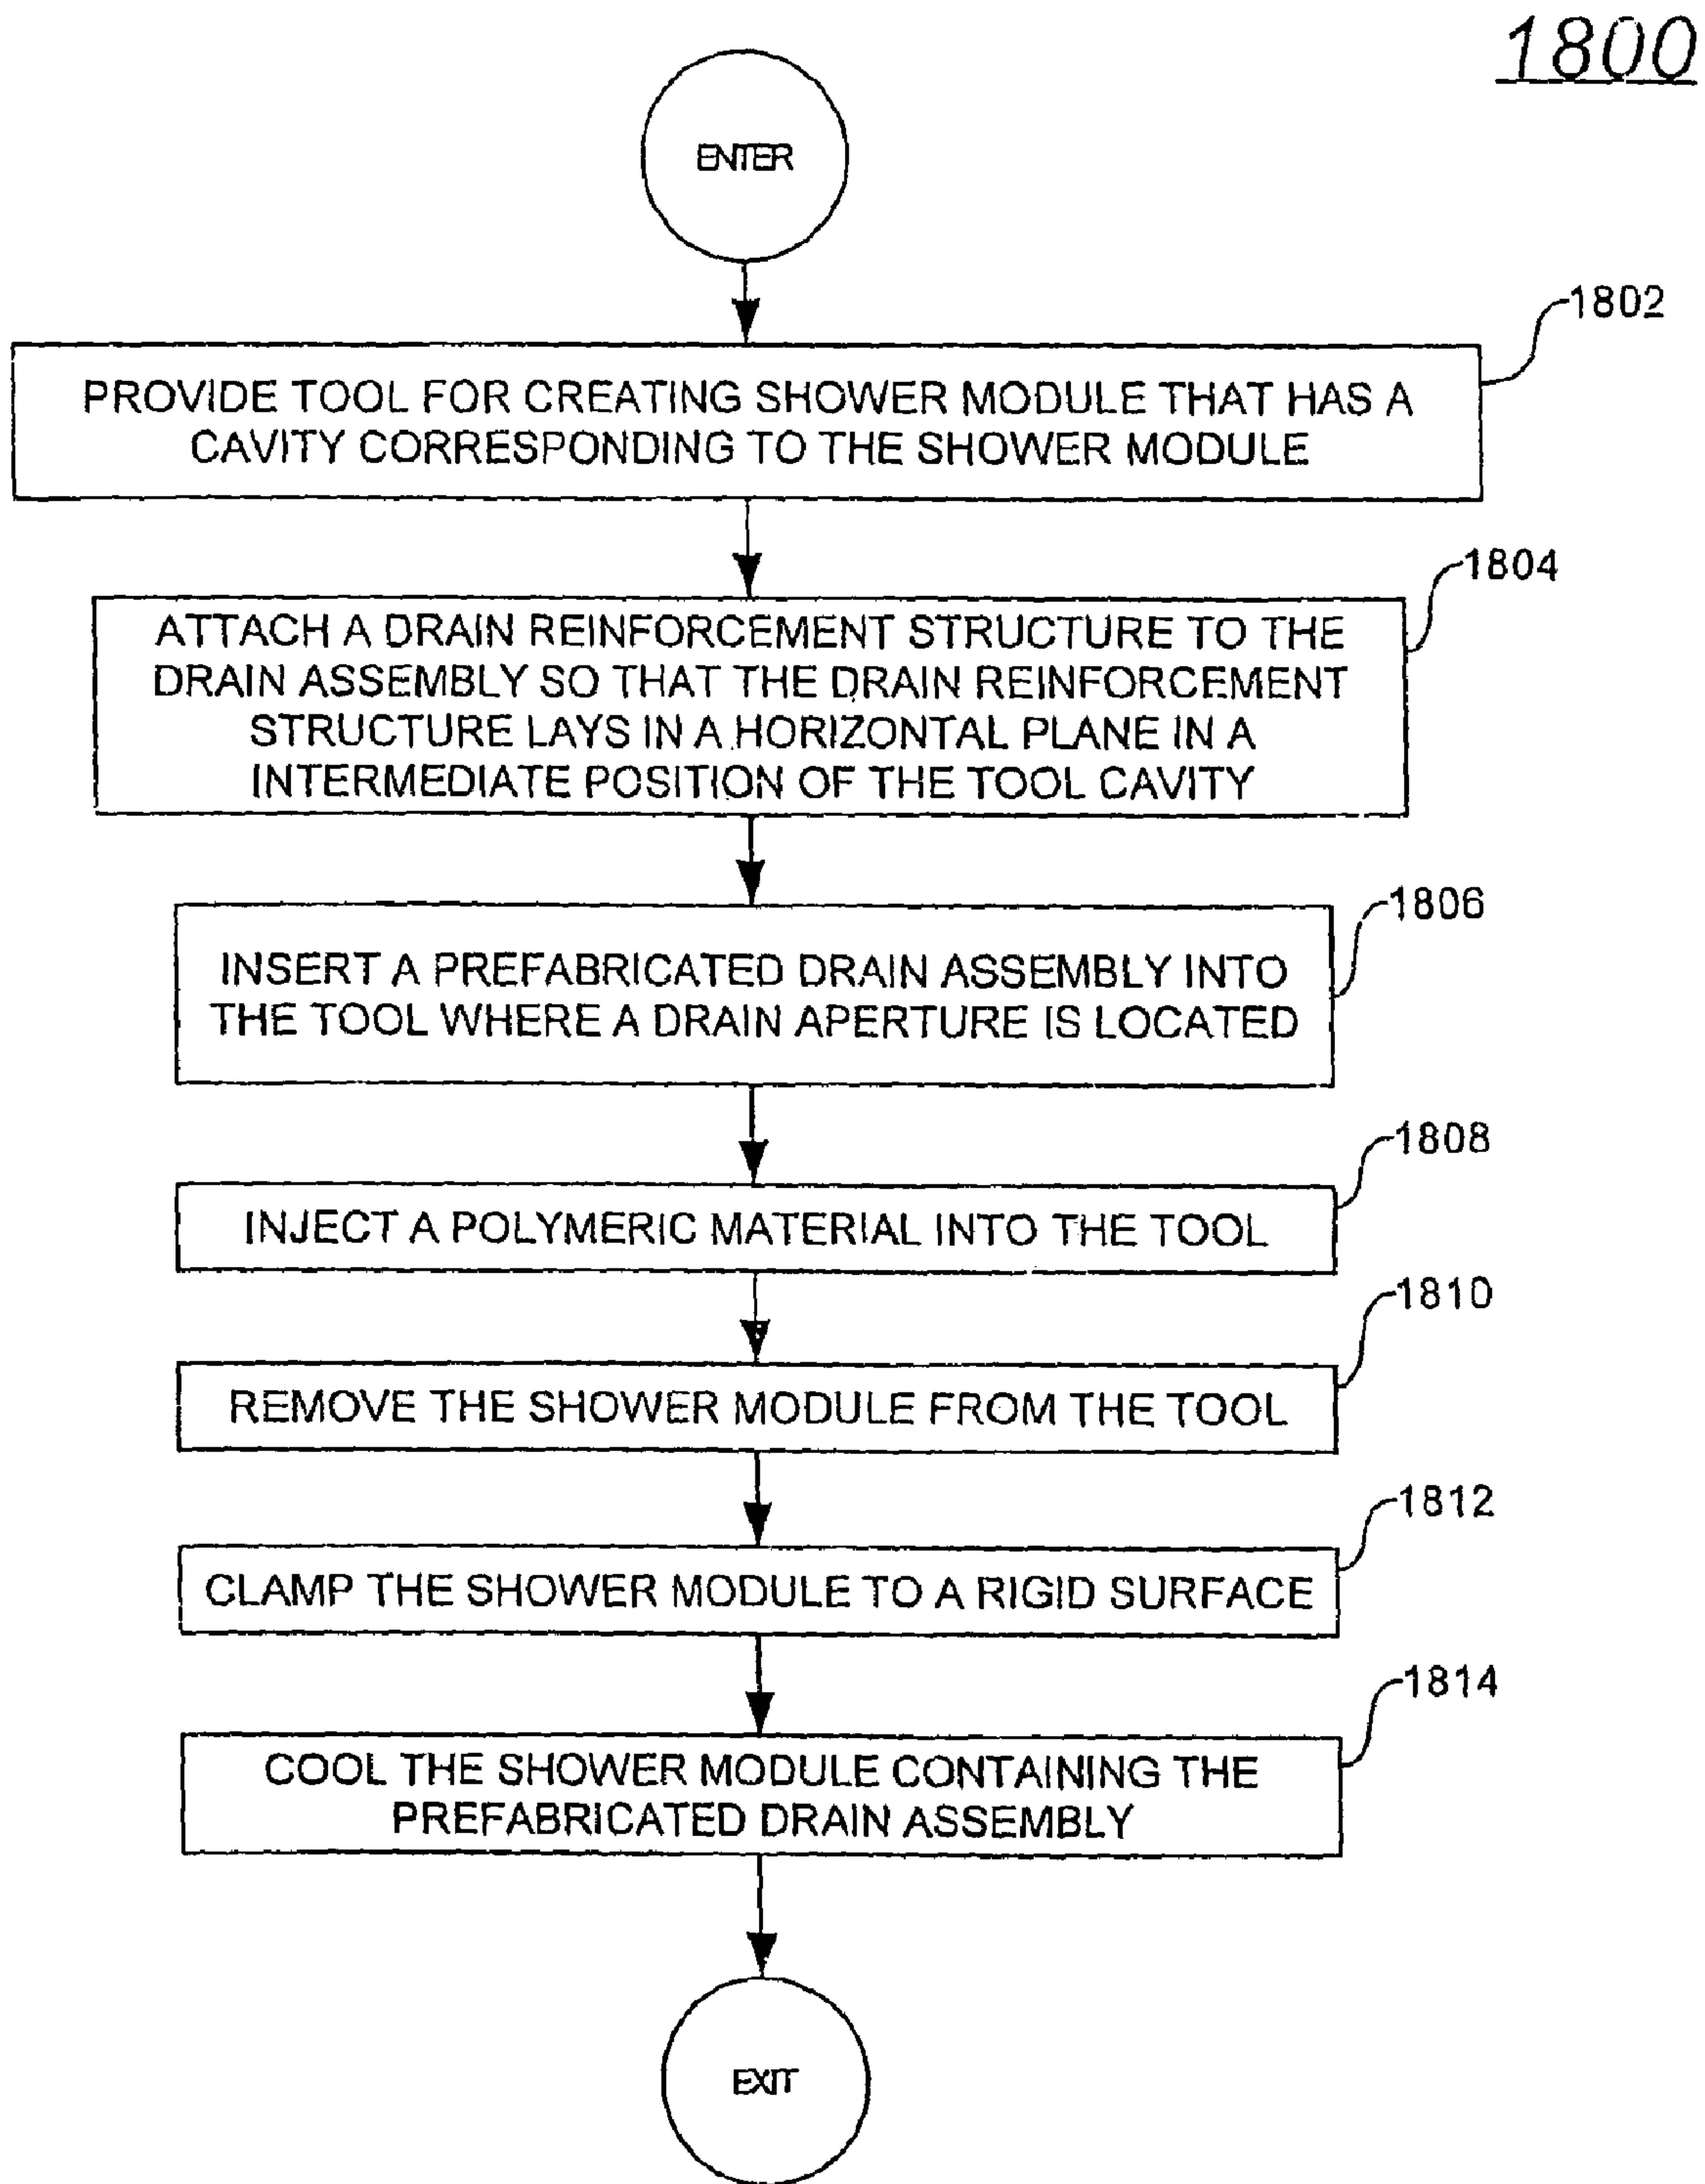 1800
ENTER
1802
PROVIDE TOOL FOR CREATING SHOWER MODULE THAT HAS A
CAVITY CORRESPONDING TO THE SHOWER MODULE
1804
ATTACH A DRAIN REINFORCEMENT STRUCTURE TO THE
DRAIN ASSEMBLY SO THAT THE DRAIN REINFORCEMENT
STRUCTURE LAYS IN A HORIZONTAL PLANE IN A
INTERMEDIATE POSITION OF THE TOOL CAVITY
1806
INSERT A PREFABRICATED DRAIN ASSEMBLY INTO
THE TOOL WHERE A DRAIN APERTURE IS LOCATED
1808
INJECT A POLYMERIC MATERIAL INTO THE TOOL
1810
REMOVE THE SHOWER MODULE FROM THE TOOL
1812
CLAMP THE SHOWER MODULE TO A RIGID SURFACE
1814
COOL THE SHOWER MODULE CONTAINING THE
PREFABRICATED DRAIN ASSEMBLY
EXIT